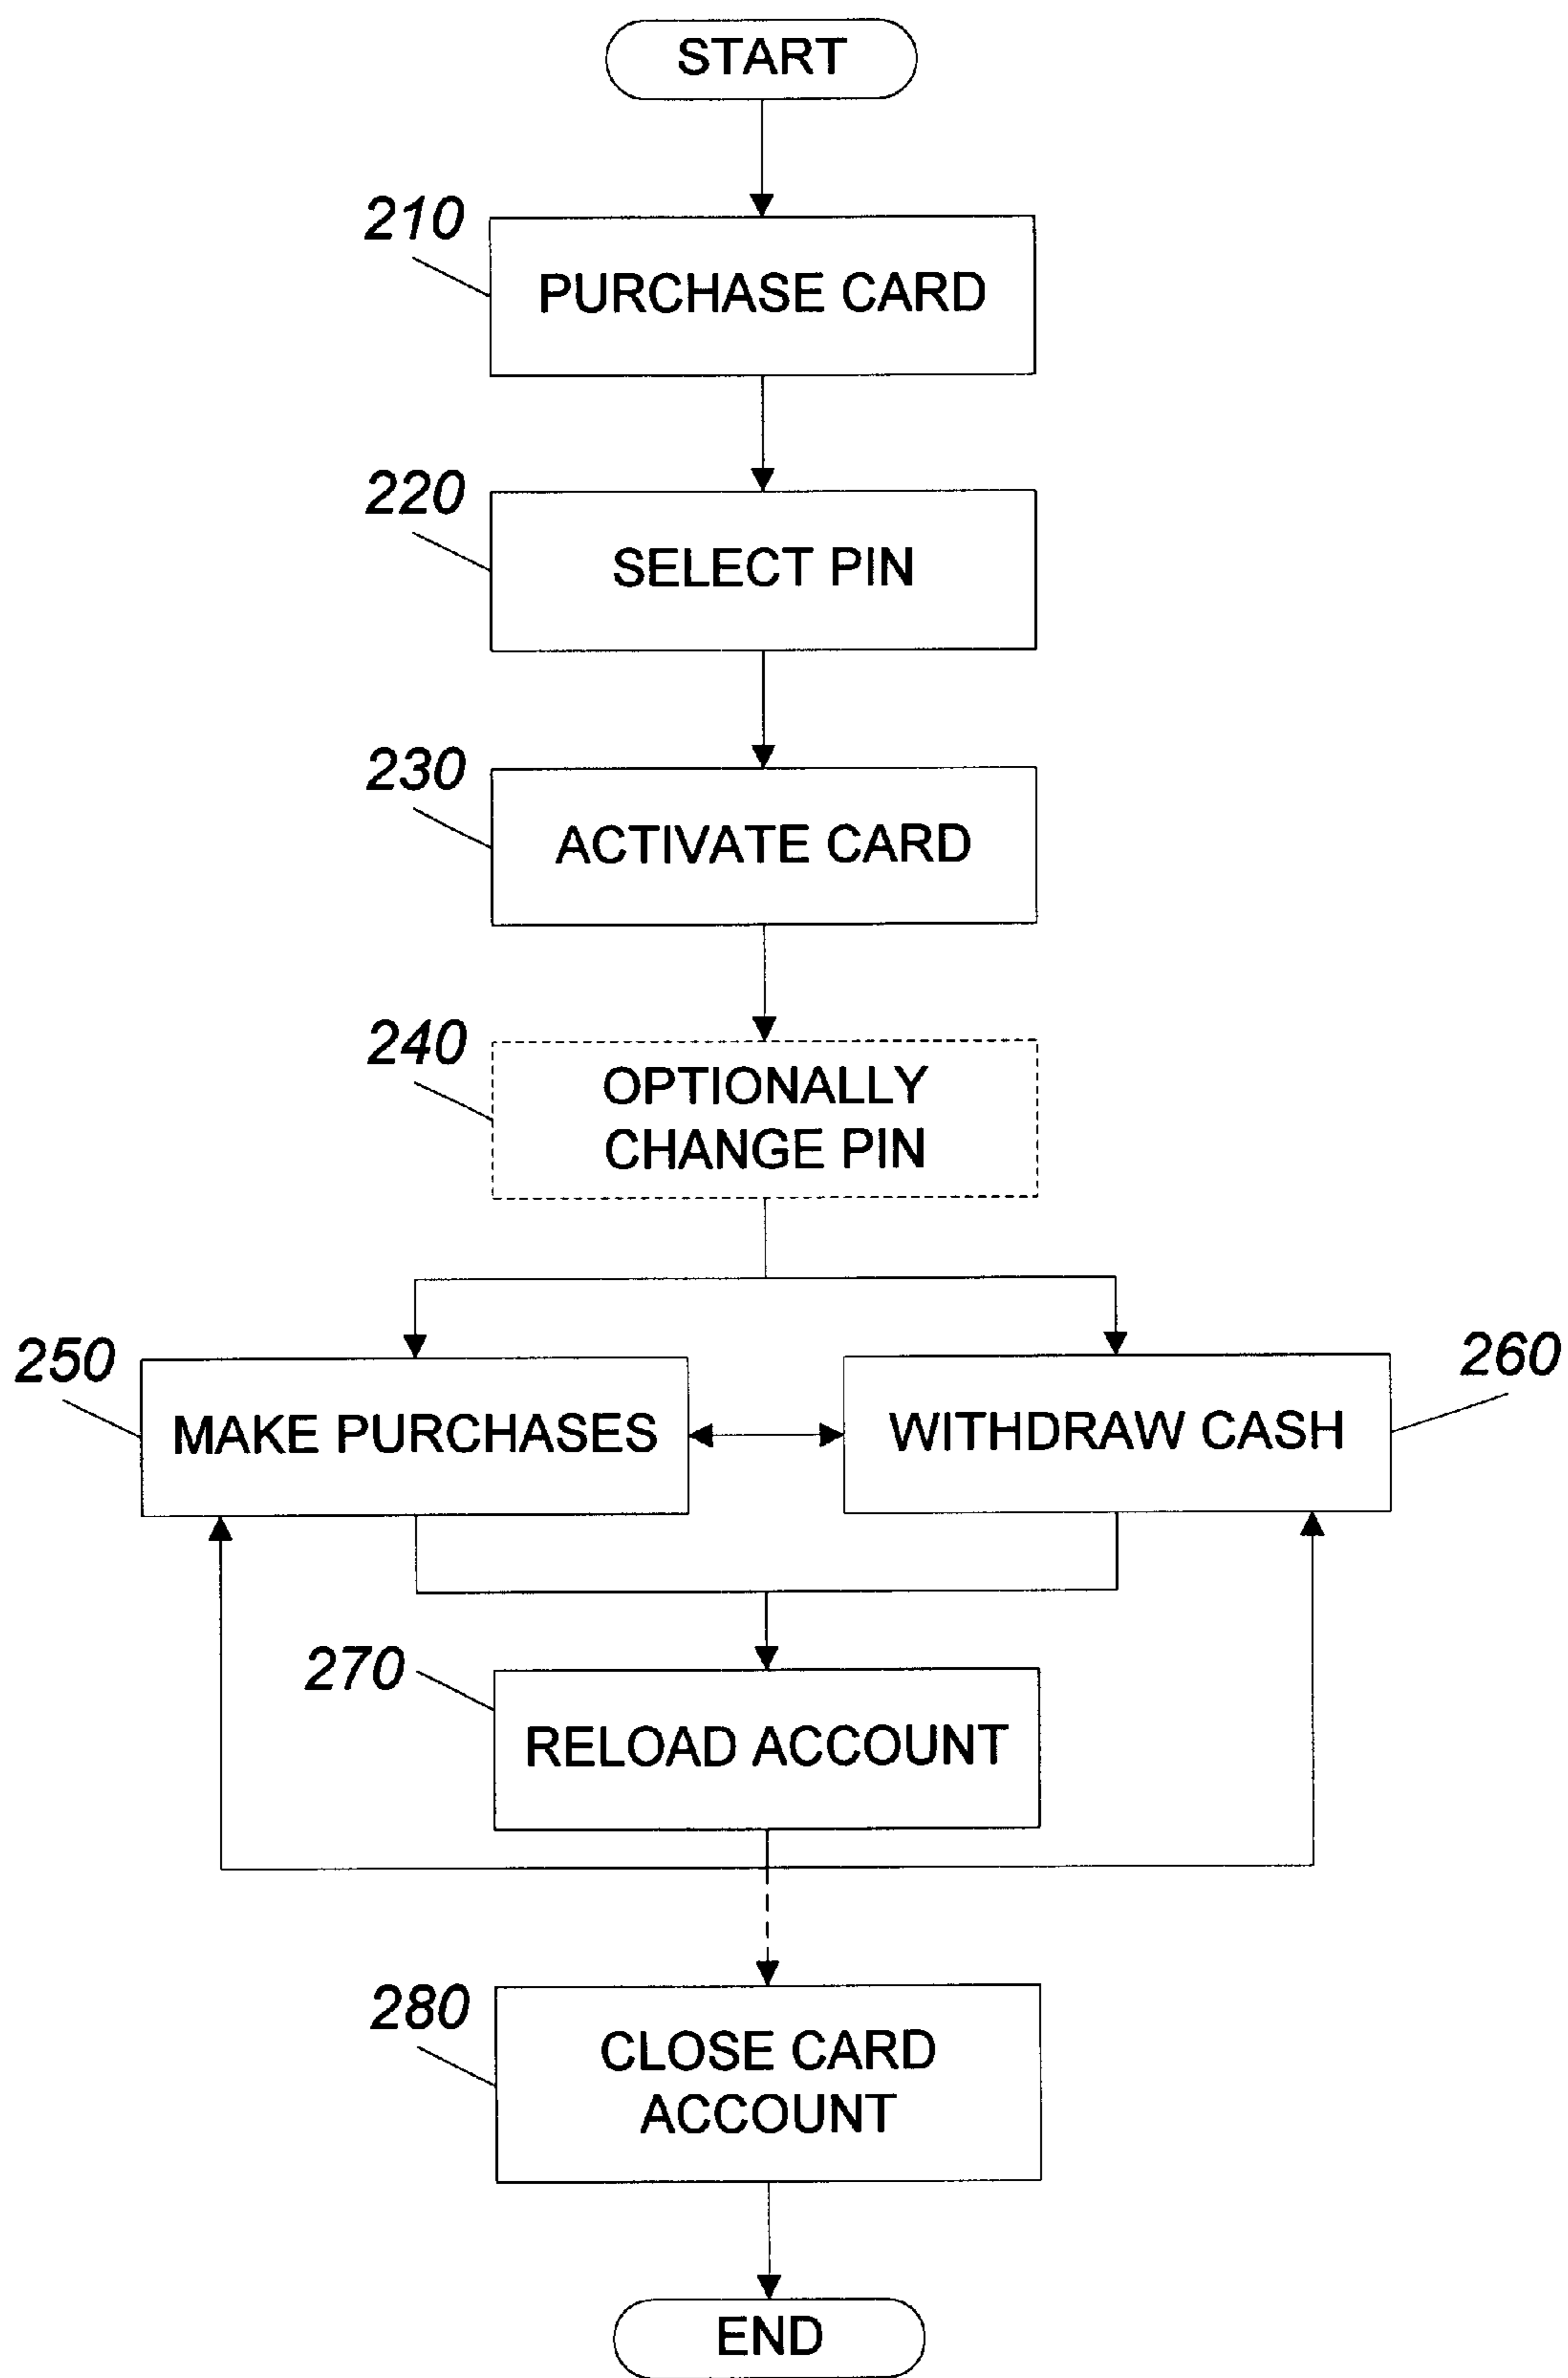 START
210
PURCHASE CARD
220
SELECT PIN
230
ACTIVATE CARD
240
OPTIONALLY
CHANGE PIN
250
MAKE PURCHASES
260
WITHDRAW CASH
270
RELOAD ACCOUNT
280
CLOSE CARD
ACCOUNT
END